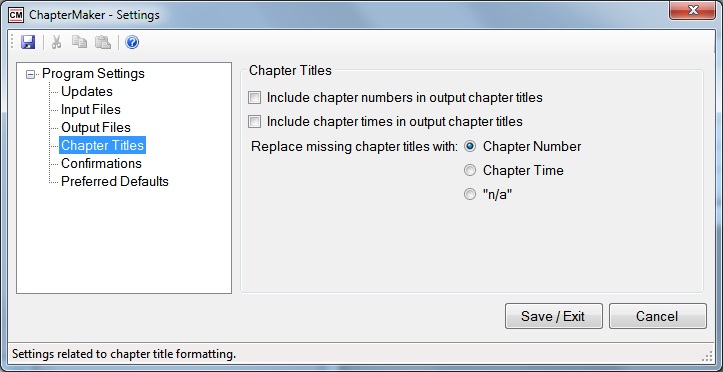 CM ChapterMaker - Settings
Program Settings
Updates
Input Files
Output Files
Chapter Titles
Confirmations
Preferred Defaults
Chapter Titles
Include chapter numbers in output chapter titles
Include chapter times in output chapter titles
Replace missing chapter titles with: Chapter Number
Chapter Time
"n/a"
Save / Exit Cancel
Settings related to chapter title formatting.